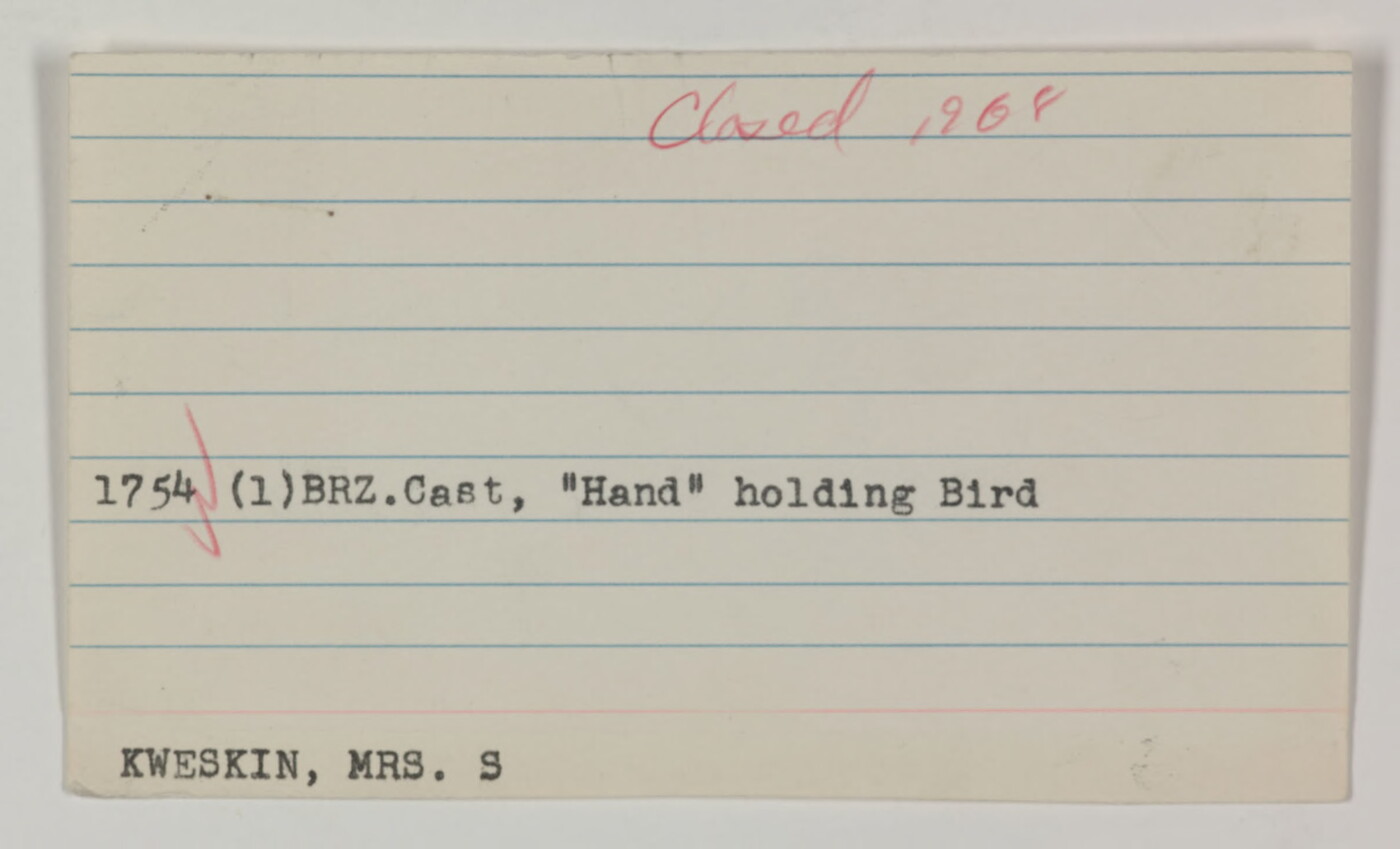 Closed 1968
1754 (1)BRZ.Cast, "Hand" holding Bird
KWESKIN, MRS. S